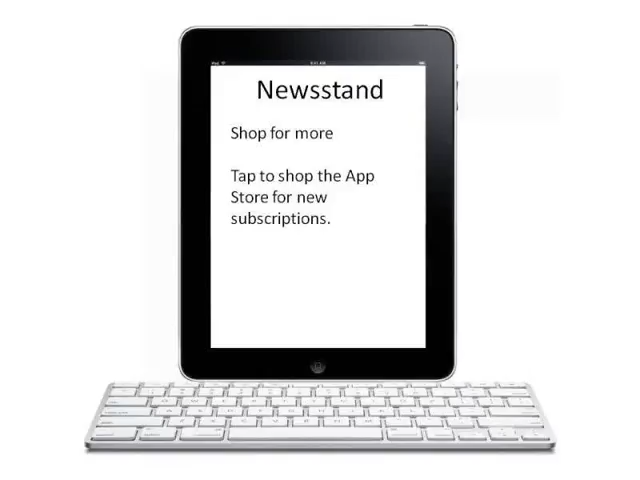 Newsstand
Shop for more
Tap to shop the App
Store for new
subscriptions.